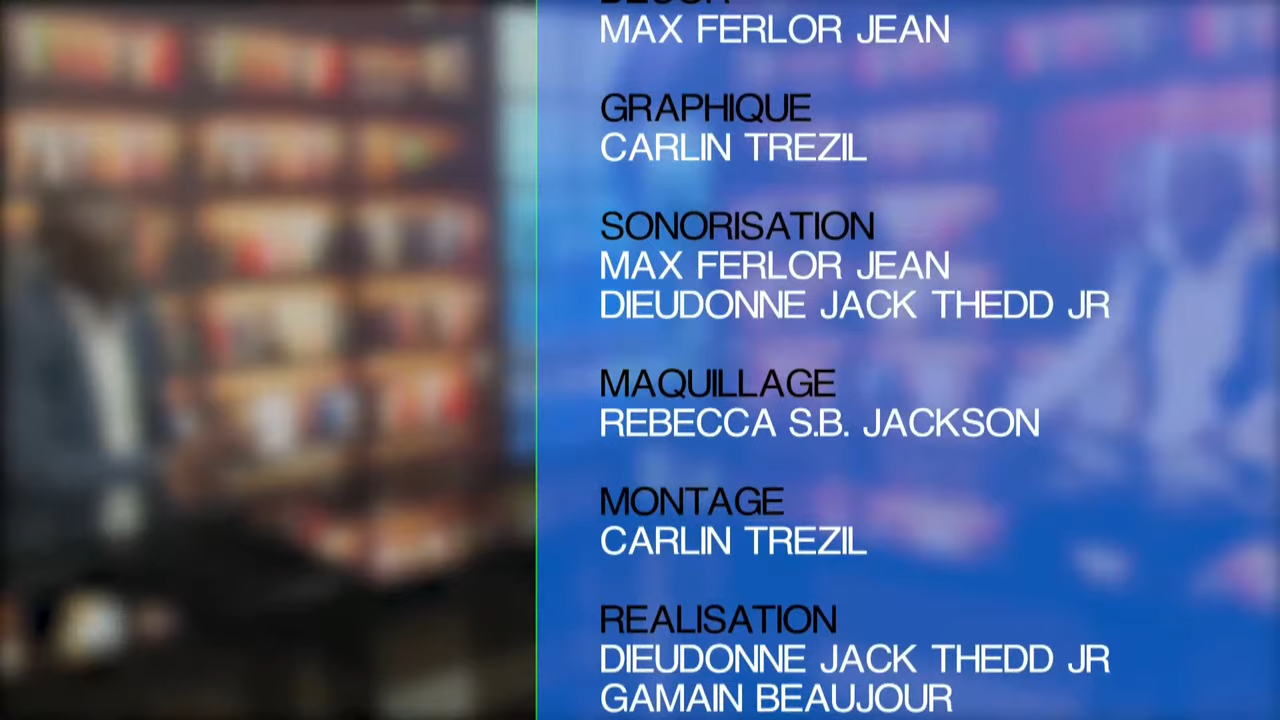 MAX FERLOR JEAN
GRAPHIQUE
CARLIN TREZIL
SONORISATION
MAX FERLOR JEAN
DIEUDONNE JACK THEDD JR
MAQUILLAGE
REBECCA S.B. JACKSON
MONTAGE
CARLIN TREZIL
REALISATION
DIEUDONNE JACK THEDD JR
GAMAIN BEAUJOUR